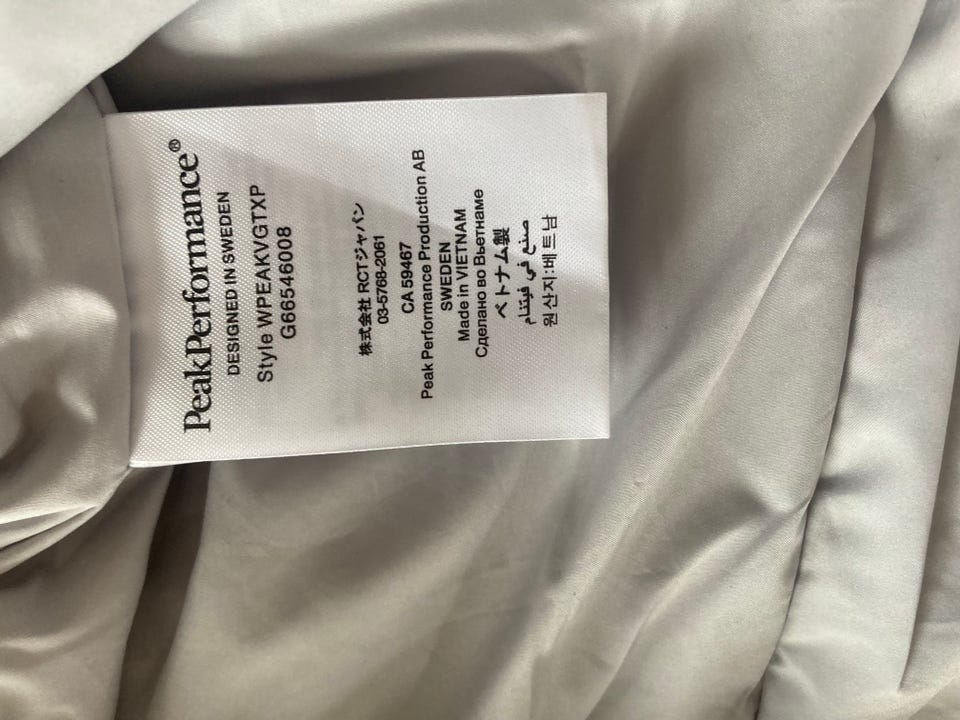 PeakPerformance®
DESIGNED IN SWEDEN
Style WPEAKVGTXP
G66546008
株式会社 RCTジャパン
03-5768-2061
CA 59467
Peak Performance Production AB
SWEDEN
Made in VIETNAM
Сделано во Вьетнаме
ベトナム製
صنع في فيتنام
원 산지:베트남